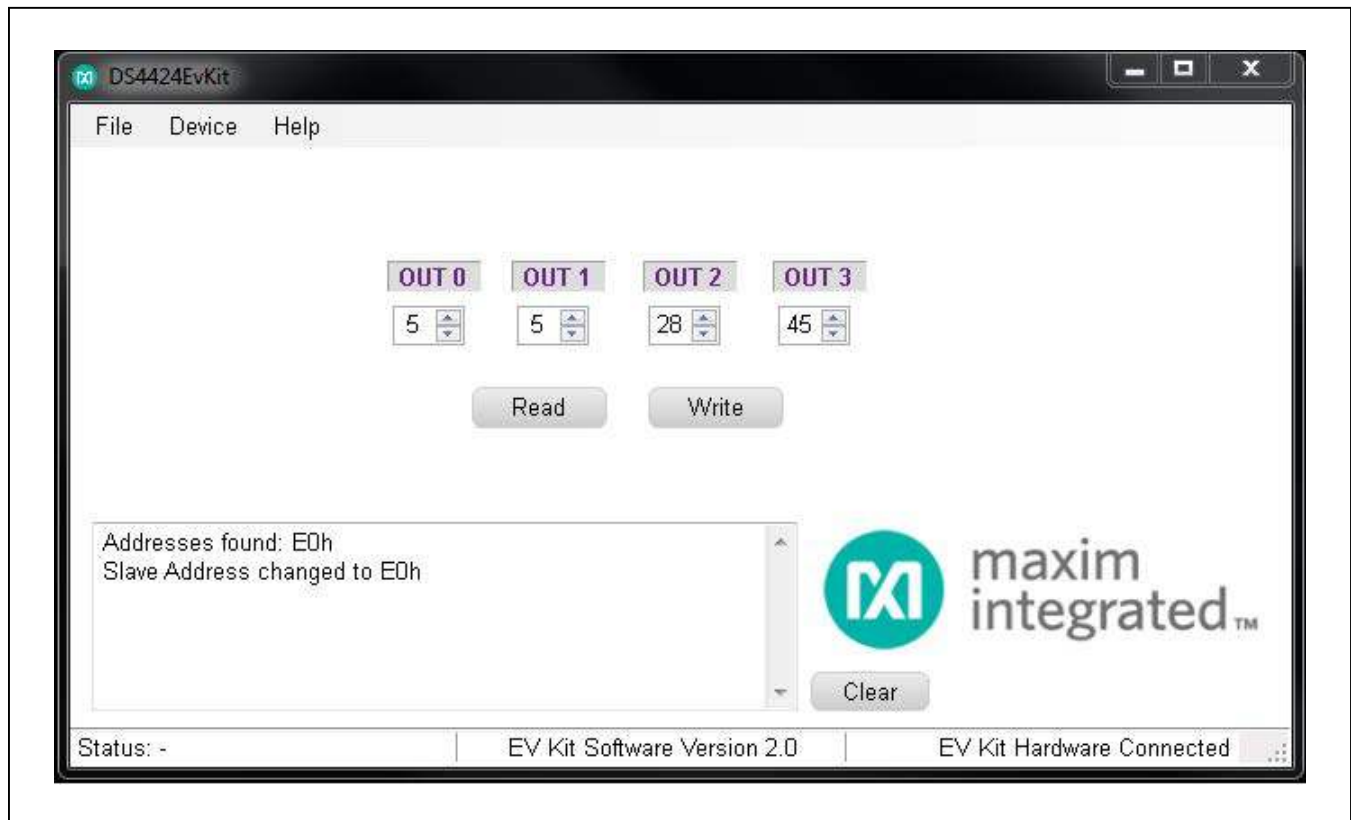 DS4424EvKit
File Device Help
OUT 0 OUT 1 OUT 2 OUT 3
5 5 28 45
Read Write
Addresses found: E0h
Slave Address changed to E0h
maxim
integrated™
Clear
Status: - EV Kit Software Version 2.0 EV Kit Hardware Connected